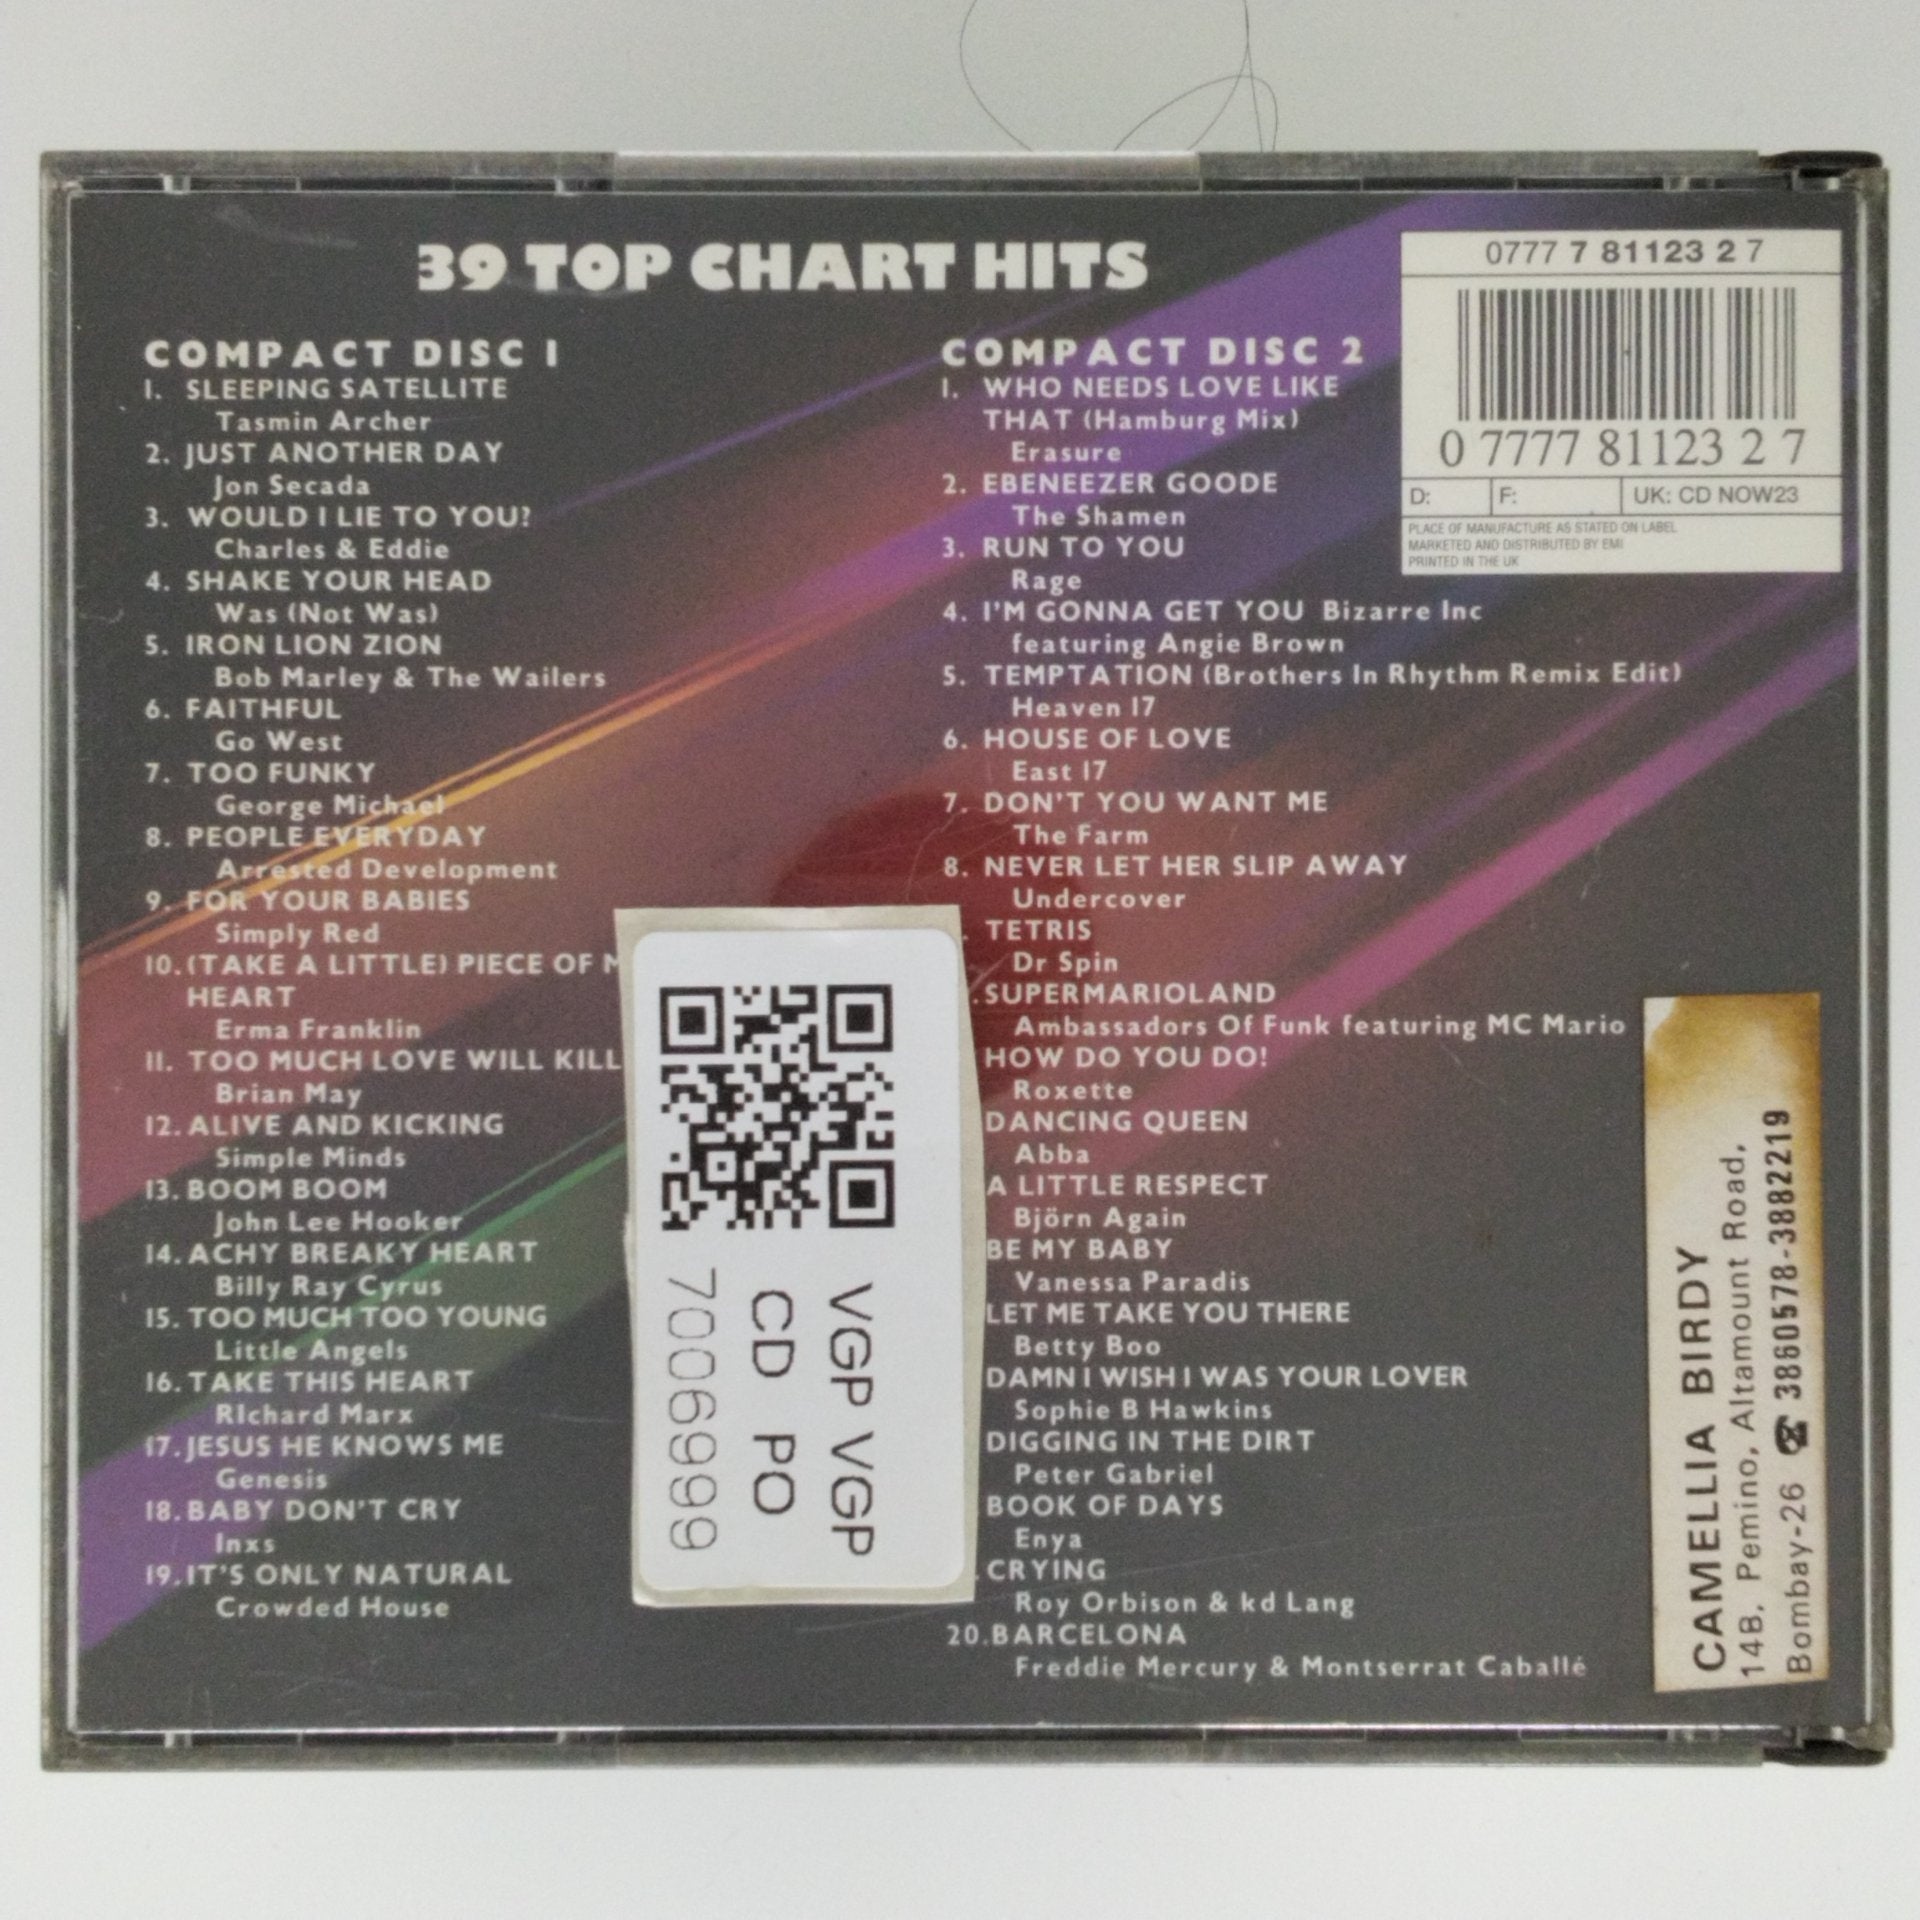 39 TOP CHART HITS
COMPACT DISC 1
1. SLEEPING SATELLITE
Tasmin Archer
2. JUST ANOTHER DAY
Jon Secada
3. WOULD I LIE TO YOU?
Charles & Eddie
4. SHAKE YOUR HEAD
Was (Not Was)
5. IRON LION ZION
Bob Marley & The Wailers
6. FAITHFUL
Go West
7. TOO FUNKY
George Michael
8. PEOPLE EVERYDAY
Arrested Development
9. FOR YOUR BABIES
Simply Red
10. (TAKE A LITTLE) PIECE OF M
HEART
Erma Franklin
11. TOO MUCH LOVE WILL KILL
Brian May
12. ALIVE AND KICKING
Simple Minds
13. BOOM BOOM
John Lee Hooker
14. ACHY BREAKY HEART
Billy Ray Cyrus
15. TOO MUCH TOO YOUNG
Little Angels
16. TAKE THIS HEART
RIchard Marx
17. JESUS HE KNOWS ME
Genesis
18. BABY DON'T CRY
Inxs
19. IT'S ONLY NATURAL
Crowded House
COMPACT DISC 2
1. WHO NEEDS LOVE LIKE
THAT (Hamburg Mix)
Erasure
2. EBENEEZER GOODE
The Shamen
3. RUN TO YOU
Rage
4. I'M GONNA GET YOU Bizarre Inc
featuring Angie Brown
5. TEMPTATION (Brothers In Rhythm Remix Edit)
Heaven 17
6. HOUSE OF LOVE
East 17
7. DON'T YOU WANT ME
The Farm
8. NEVER LET HER SLIP AWAY
Undercover
. TETRIS
Dr Spin
. SUPERMARIOLAND
Ambassadors Of Funk featuring MC Mario
HOW DO YOU DO!
Roxette
DANCING QUEEN
Abba
A LITTLE RESPECT
Björn Again
BE MY BABY
Vanessa Paradis
LET ME TAKE YOU THERE
Betty Boo
DAMN I WISH I WAS YOUR LOVER
Sophie B Hawkins
DIGGING IN THE DIRT
Peter Gabriel
BOOK OF DAYS
Enya
. CRYING
Roy Orbison & kd Lang
20. BARCELONA
Freddie Mercury & Montserrat Caballé
0777 7 81123 2 7
0 7777 81123 2 7
D: F: UK: CD NOW23
PLACE OF MANUFACTURE AS STATED ON LABEL
MARKETED AND DISTRIBUTED BY EMI
PRINTED IN THE UK
VGP VGP
CD PO
7006999
CAMELLIA BIRDY
14B, Pemino, Altamount Road,
Bombay-26 ☎ 3860578-3882219